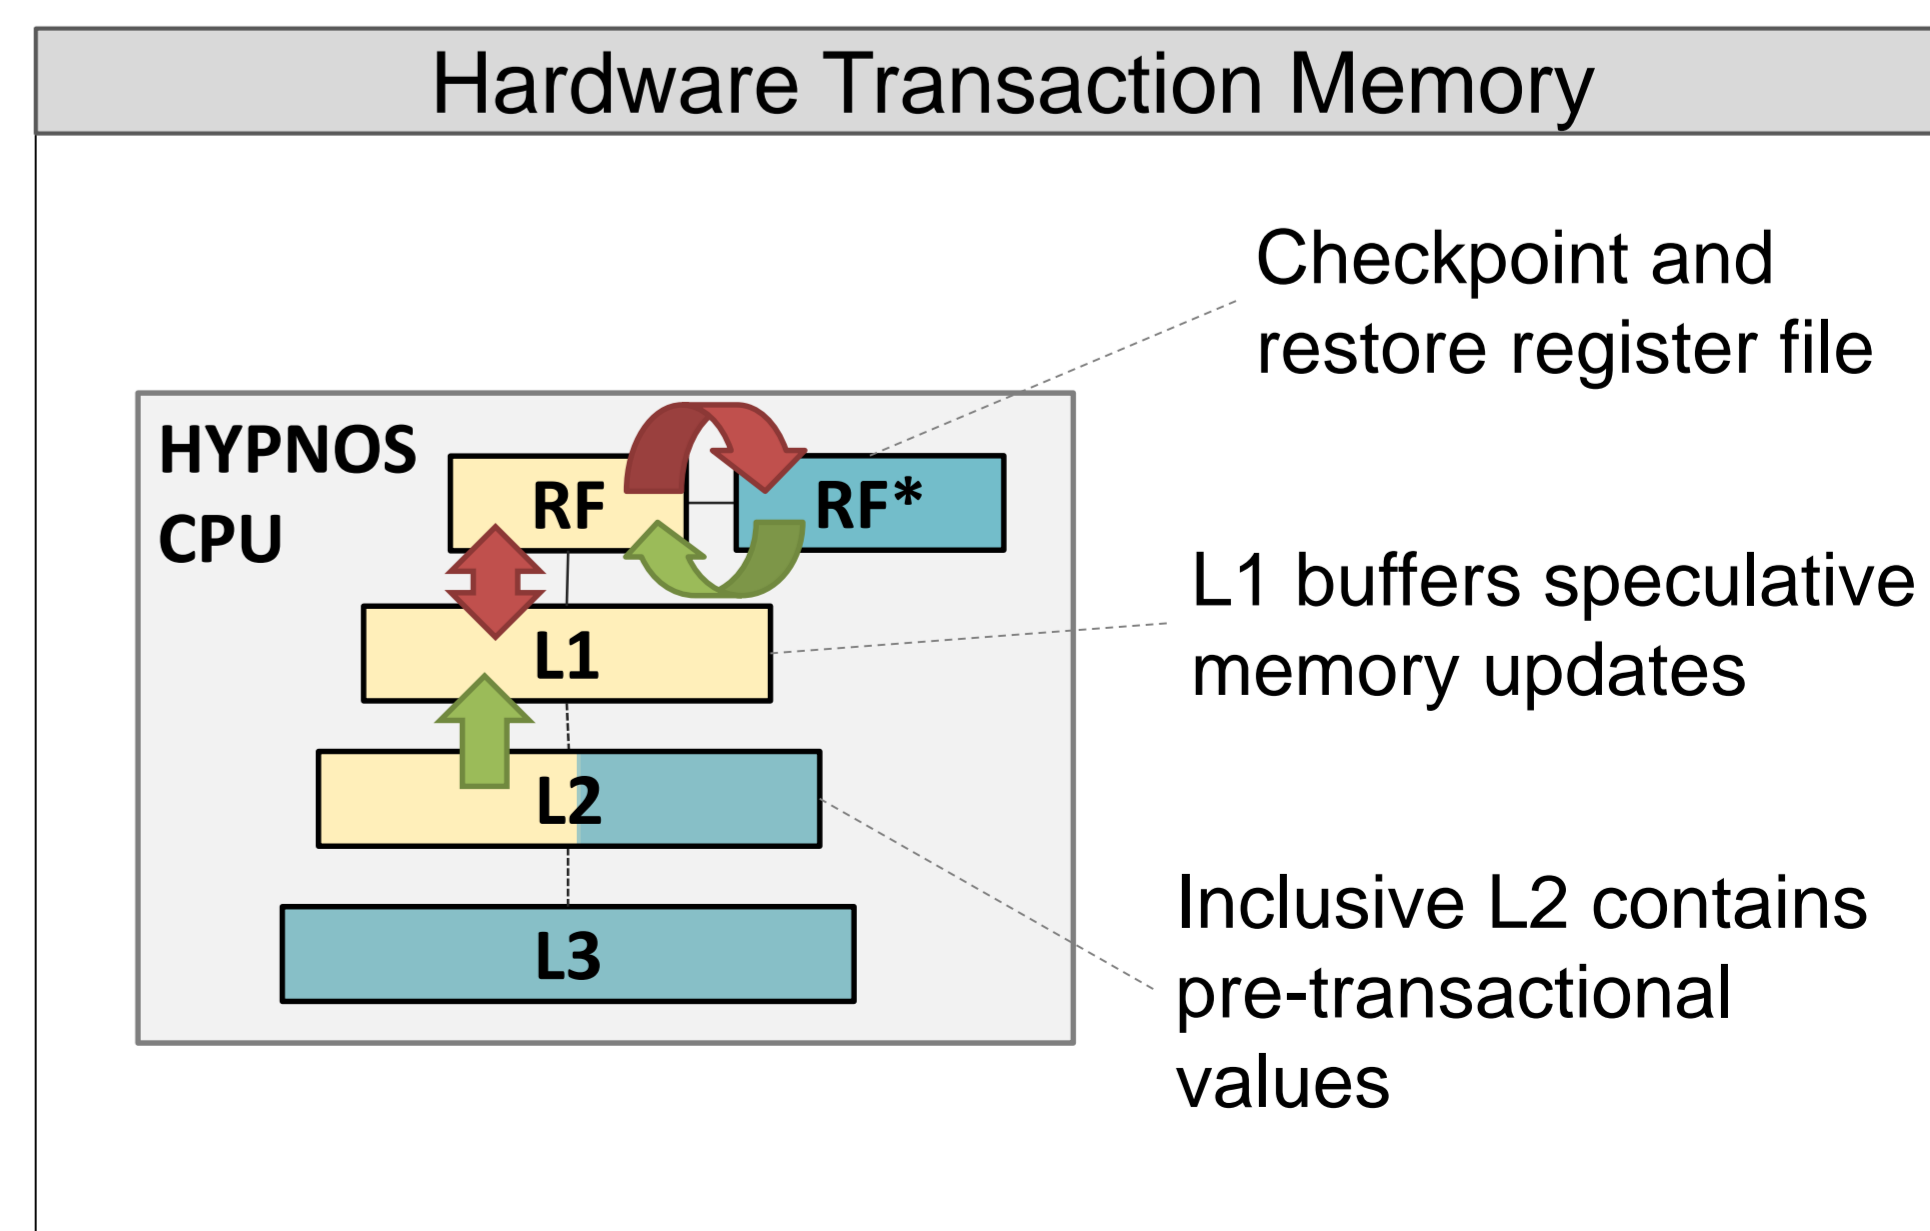 Hardware Transaction Memory
Checkpoint and
restore register file
HYPNOS
CPU
RF
RF*
L1 buffers speculative
memory updates
L1
L2
Inclusive L2 contains
pre-transactional
values
L3